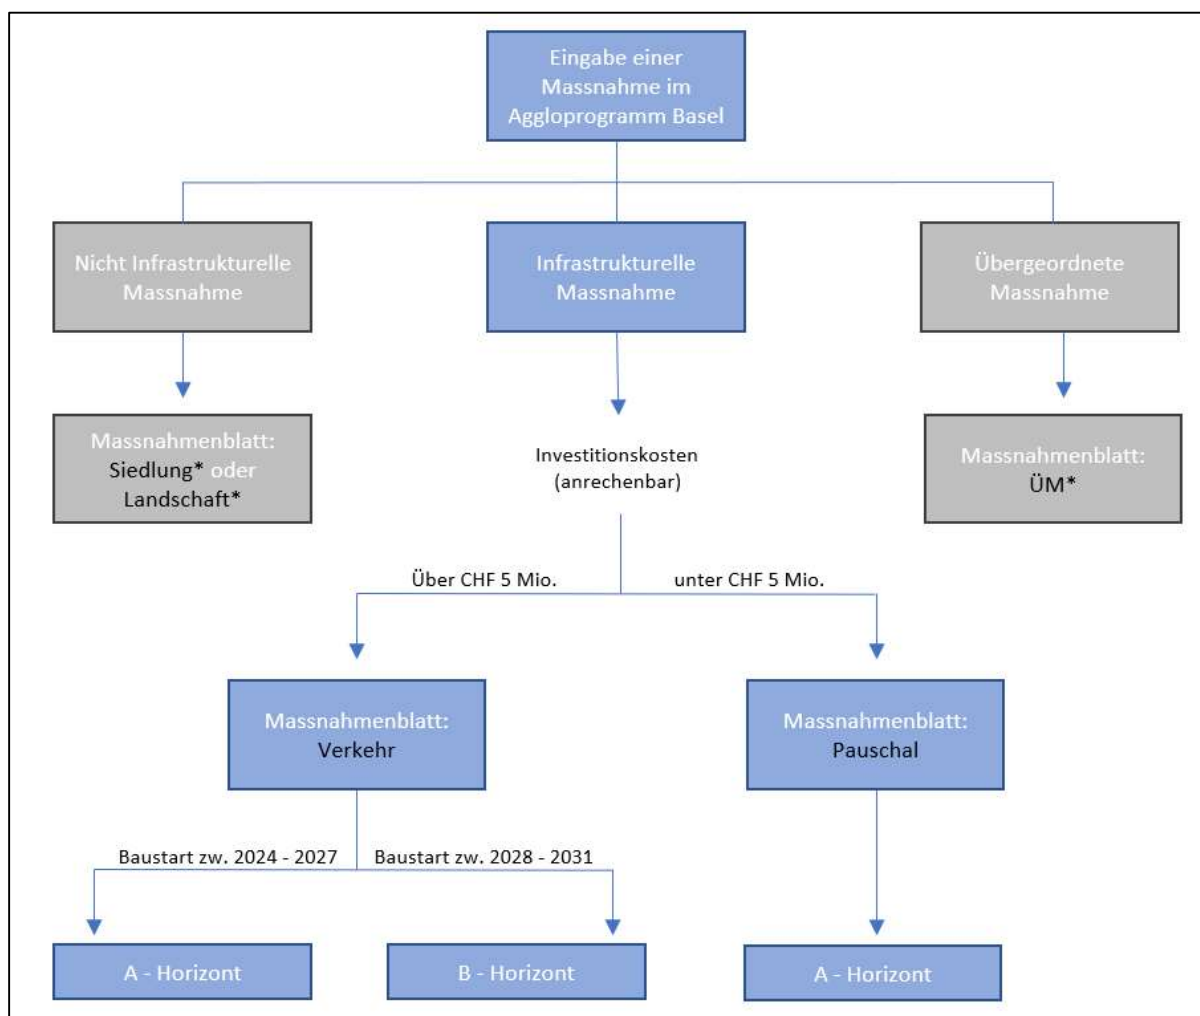 Eingabe einer
Massnahme im
Aggloprogramm Basel
Nicht Infrastrukturelle
Massnahme
Infrastrukturelle
Massnahme
Übergeordnete
Massnahme
Massnahmenblatt:
Siedlung* oder
Landschaft*
Investitionskosten
(anrechenbar)
Massnahmenblatt:
ÜM*
Über CHF 5 Mio.
unter CHF 5 Mio.
Massnahmenblatt:
Verkehr
Massnahmenblatt:
Pauschal
Baustart zw. 2024 - 2027
Baustart zw. 2028 - 2031
A - Horizont
B - Horizont
A - Horizont